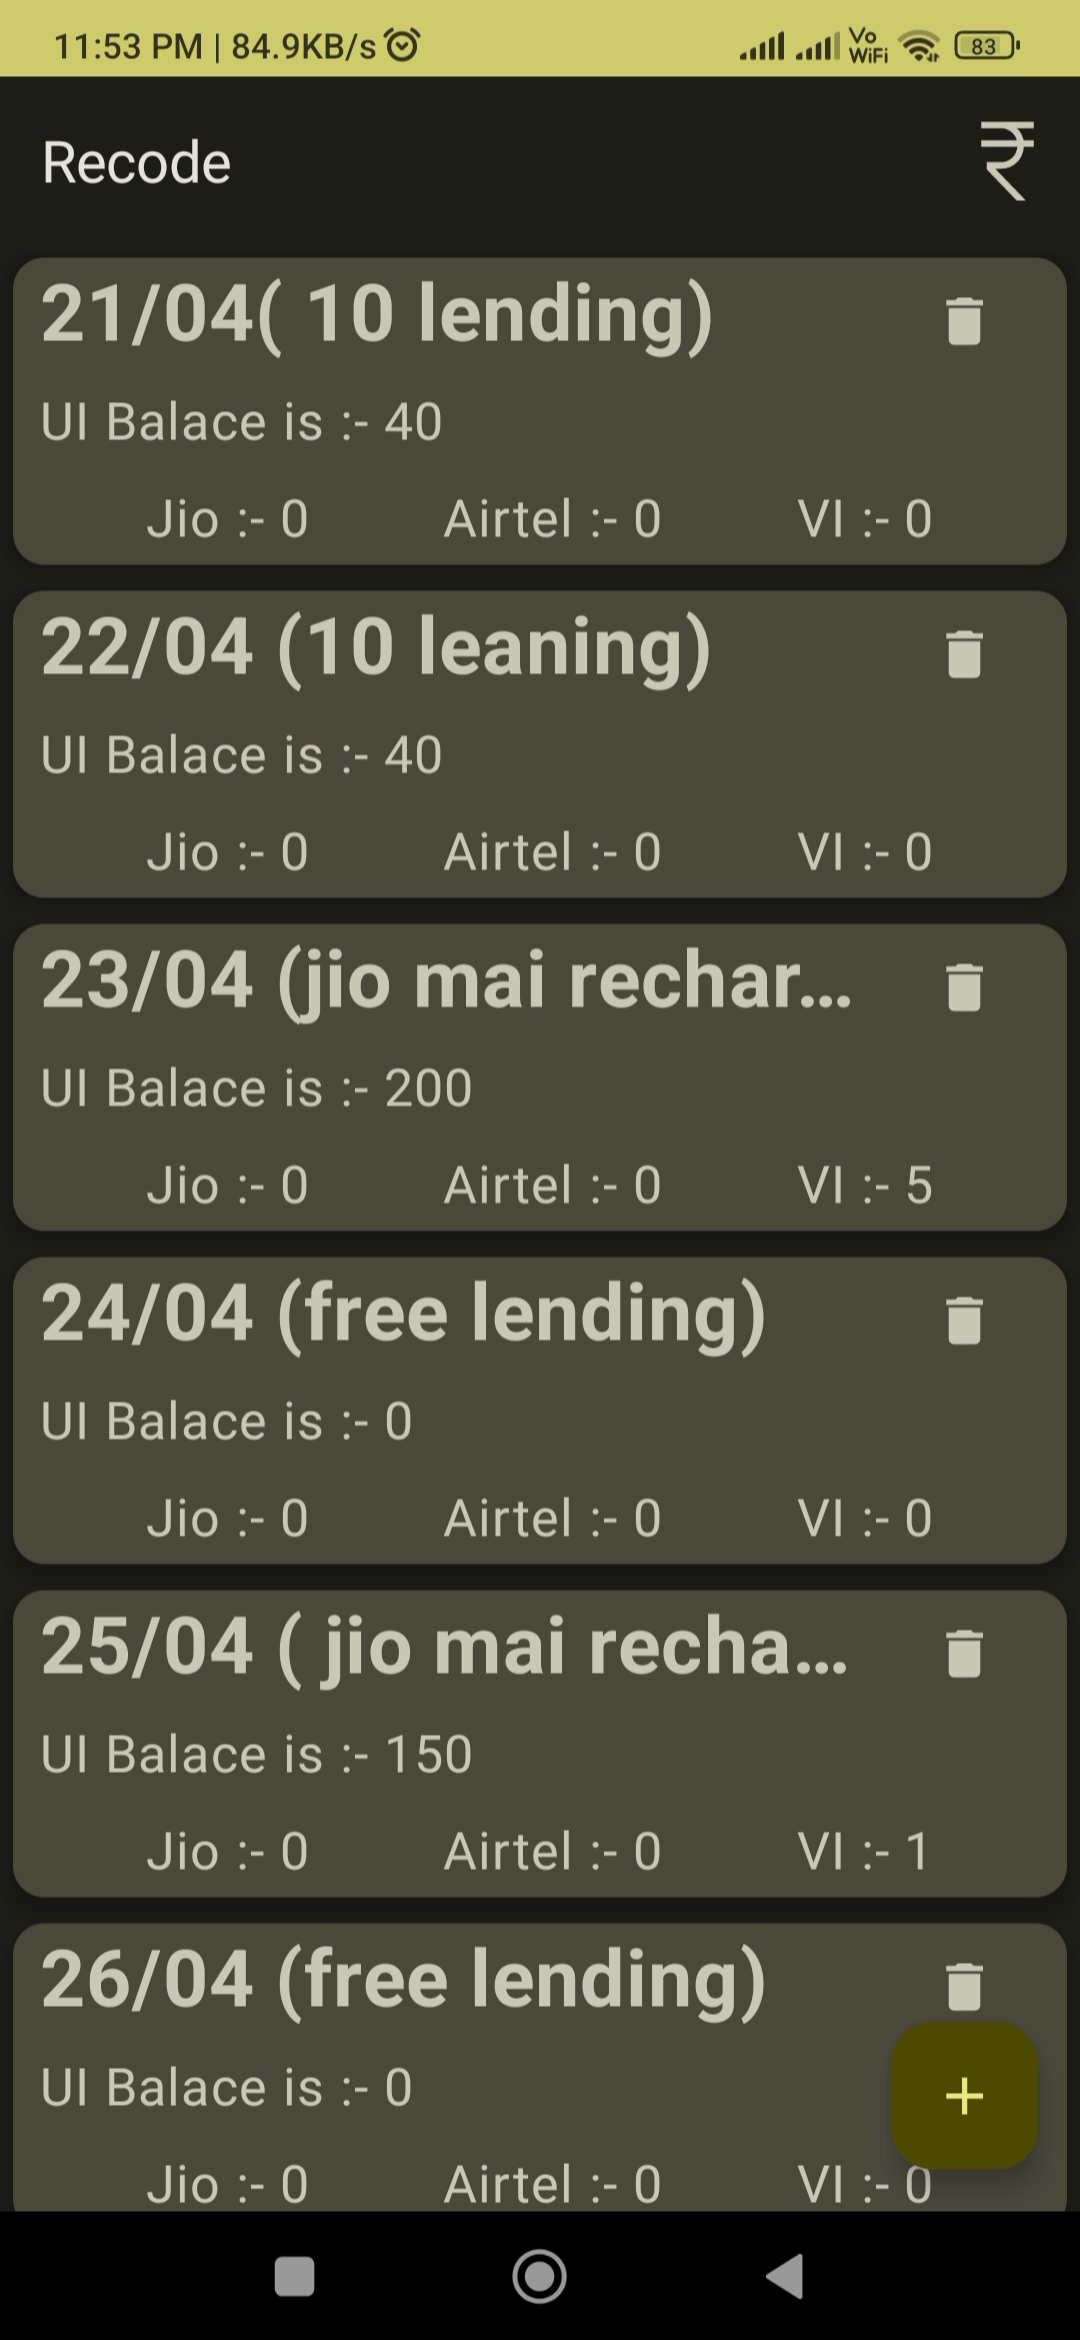 11:53 PM | 84.9KB/s Vo WiFi 83
Recode ₹
21/04( 10 lending)
UI Balace is :- 40
Jio :- 0 Airtel :- 0 VI :- 0
22/04 (10 leaning)
UI Balace is :- 40
Jio :- 0 Airtel :- 0 VI :- 0
23/04 (jio mai rechar...
UI Balace is :- 200
Jio :- 0 Airtel :- 0 VI :- 5
24/04 (free lending)
UI Balace is :- 0
Jio :- 0 Airtel :- 0 VI :- 0
25/04 ( jio mai recha...
UI Balace is :- 150
Jio :- 0 Airtel :- 0 VI :- 1
26/04 (free lending)
UI Balace is :- 0
Jio :- 0 Airtel :- 0 VI :- 0